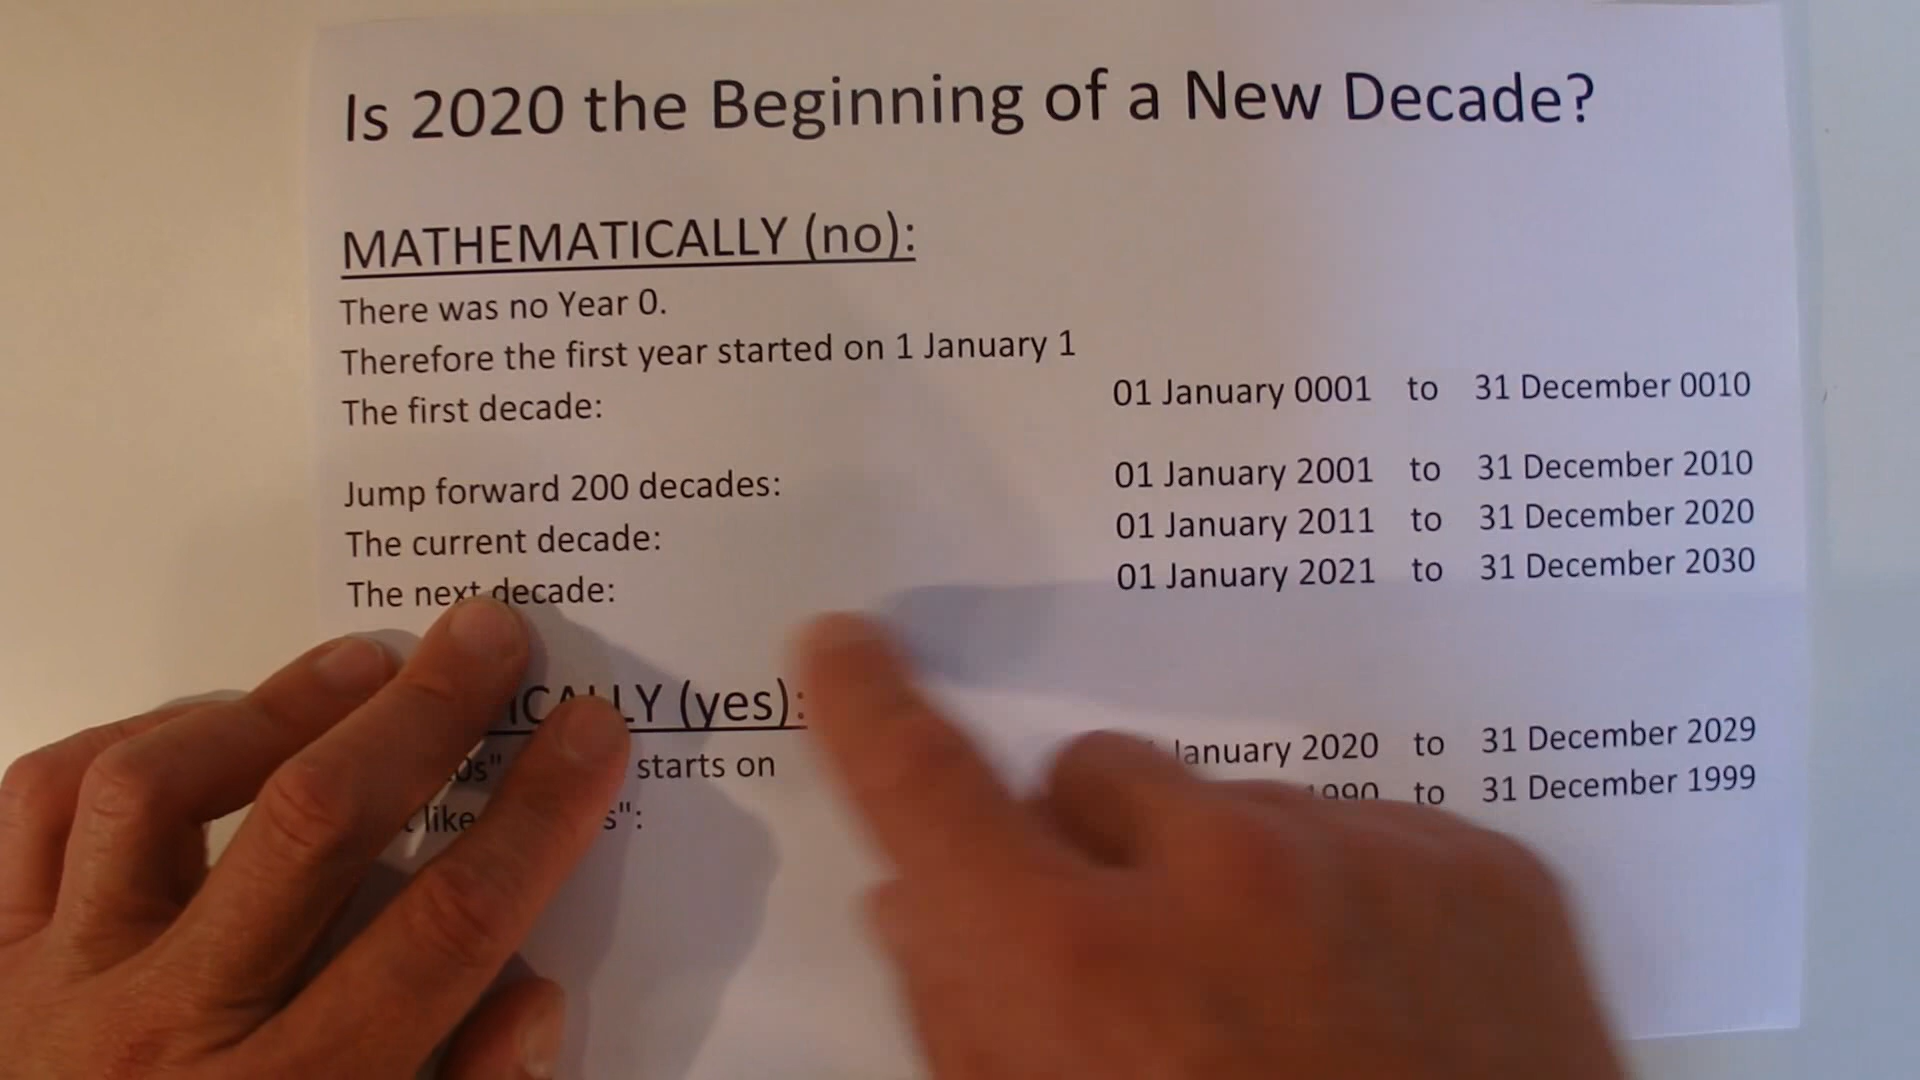 Is 2020 the Beginning of a New Decade?
MATHEMATICALLY (no):
There was no Year 0.
Therefore the first year started on 1 January 1
The first decade: 01 January 0001 to 31 December 0010
Jump forward 200 decades: 01 January 2001 to 31 December 2010
The current decade: 01 January 2011 to 31 December 2020
The next decade: 01 January 2021 to 31 December 2030
(yes):
starts on January 2020 to 31 December 2029
like 1990 to 31 December 1999